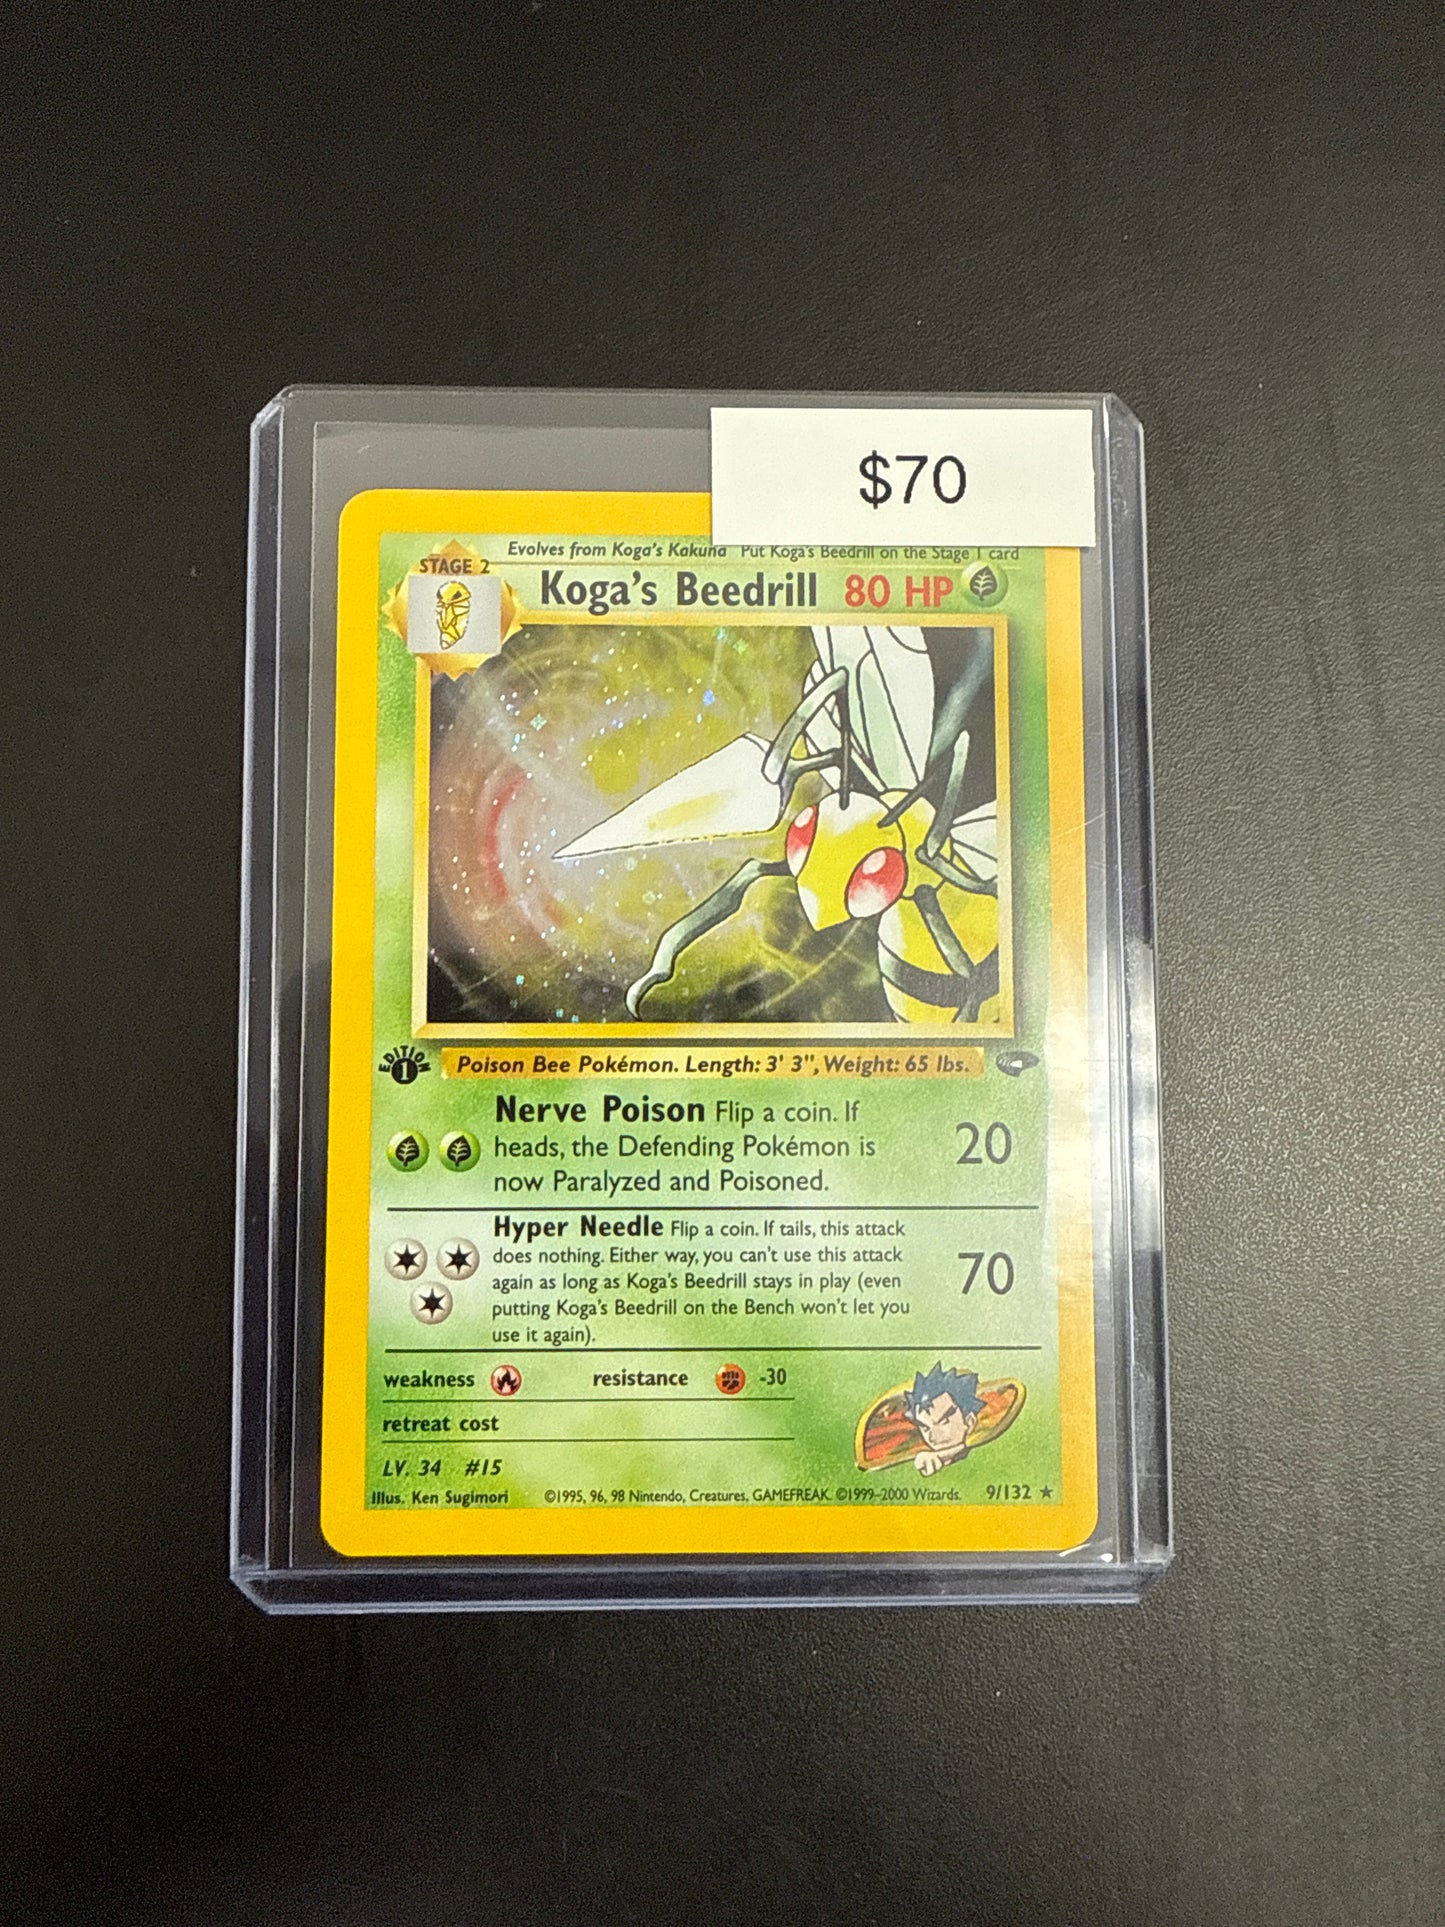 $70
Evolves from Koga's Kakuna Put Koga's Beedrill on the Stage 1 card
STAGE 2
Koga's Beedrill 80 HP
EDITION
1
Poison Bee Pokémon. Length: 3' 3", Weight: 65 lbs.
Nerve Poison Flip a coin. If
heads, the Defending Pokémon is
now Paralyzed and Poisoned.
20
Hyper Needle Flip a coin. If tails, this attack
does nothing. Either way, you can't use this attack
again as long as Koga's Beedrill stays in play (even
putting Koga's Beedrill on the Bench won't let you
use it again).
70
weakness resistance -30
retreat cost
LV. 34 #15
Illus. Ken Sugimori ©1995, 96, 98 Nintendo, Creatures, GAMEFREAK. ©1999–2000 Wizards. 9/132 ★